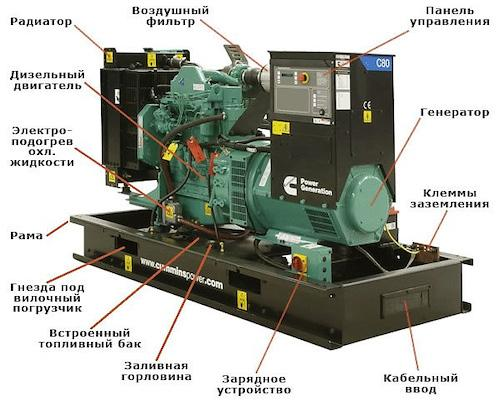 Воздушный
фильтр
Панель
управления
Радиатор
C80
Дизельный
двигатель
Генератор
Электро-
подогрев
охл.
жидкости
Power
Generation
Клеммы
заземления
Рама
www.cumminspower.com
Гнезда под
вилочный
погрузчик
Встроенный
топливный бак
Заливная
горловина
Зарядное
устройство
Кабельный
ввод